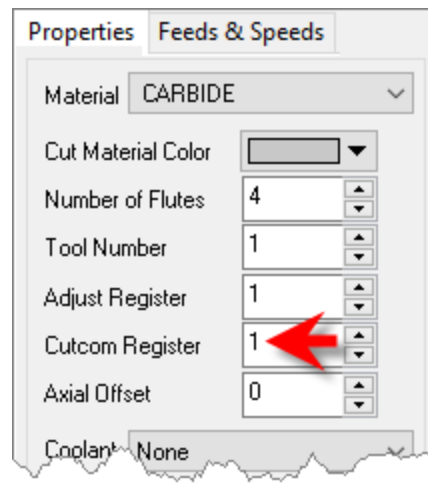 Properties Feeds & Speeds
Material CARBIDE
Cut Material Color
Number of Flutes 4
Tool Number 1
Adjust Register 1
Cutcom Register 1
Axial Offset 0
Coolant None